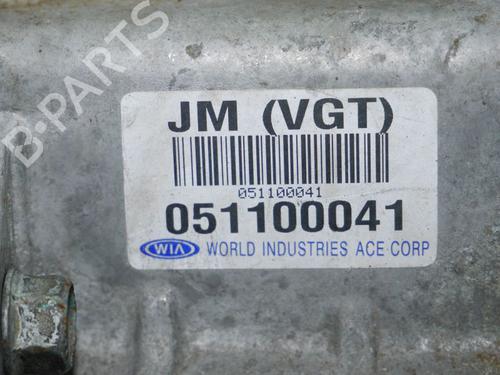 B-PARTS
JM (VGT)
051100041
051100041
WIA WORLD INDUSTRIES ACE CORP